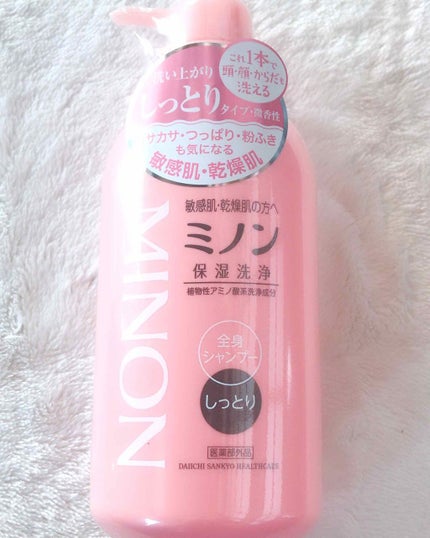 洗い上がり
しっとり
タイプ・微香性
これ1本で
頭・顔・からだも
洗える
カサカサ・つっぱり・粉ふき
も気になる
敏感肌・乾燥肌
敏感肌・乾燥肌の方へ
ミノン
保湿洗浄
植物性アミノ酸系洗浄成分
全身
シャンプー
しっとり
医薬部外品
DAIICHI SANKYO HEALTHCARE
MINON